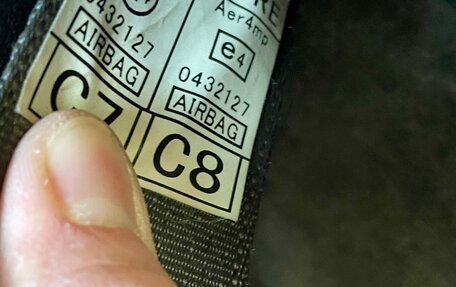 0432127
AIRBAG
C7
RE
Aer4mp
e4
0432127
AIRBAG
C8